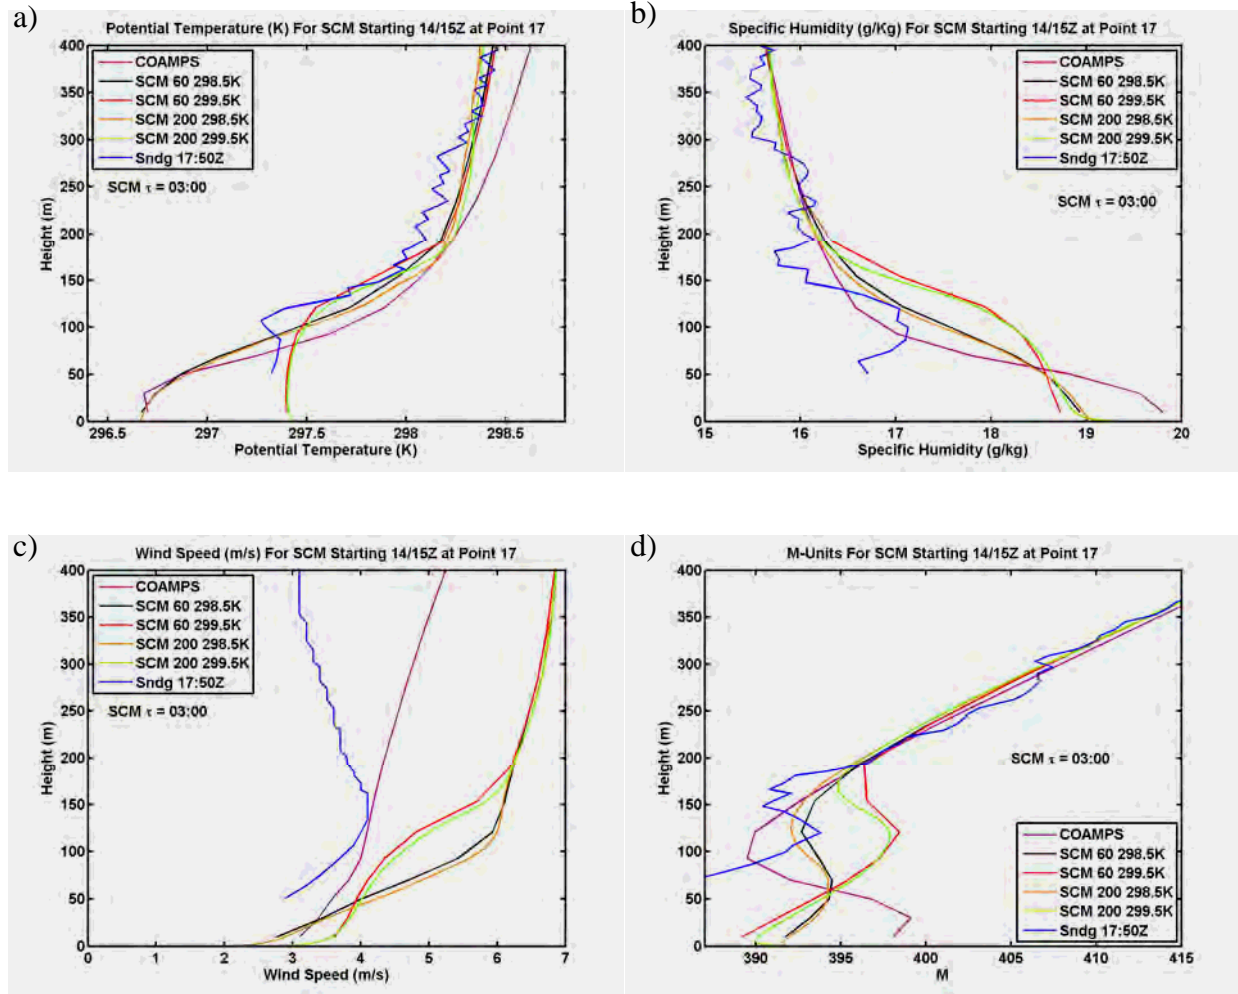 a)
Potential Temperature (K) For SCM Starting 14/15Z at Point 17
400
350
300
250
200
150
100
50
0
Height (m)
COAMPS
SCM 60 298.5K
SCM 60 299.5K
SCM 200 298.5K
SCM 200 299.5K
Sndg 17:50Z
SCM τ = 03:00
296.5 297 297.5 298 298.5
Potential Temperature (K)
b)
Specific Humidity (g/Kg) For SCM Starting 14/15Z at Point 17
400
350
300
250
200
150
100
50
0
Height (m)
COAMPS
SCM 60 298.5K
SCM 60 299.5K
SCM 200 298.5K
SCM 200 299.5K
Sndg 17:50Z
SCM τ = 03:00
15 16 17 18 19 20
Specific Humidity (g/kg)
c)
Wind Speed (m/s) For SCM Starting 14/15Z at Point 17
400
350
300
250
200
150
100
50
0
Height (m)
COAMPS
SCM 60 298.5K
SCM 60 299.5K
SCM 200 298.5K
SCM 200 299.5K
Sndg 17:50Z
SCM τ = 03:00
0 1 2 3 4 5 6 7
Wind Speed (m/s)
d)
M-Units For SCM Starting 14/15Z at Point 17
400
350
300
250
200
150
100
50
0
Height (m)
SCM τ = 03:00
COAMPS
SCM 60 298.5K
SCM 60 299.5K
SCM 200 298.5K
SCM 200 299.5K
Sndg 17:50Z
390 395 400 405 410 415
M